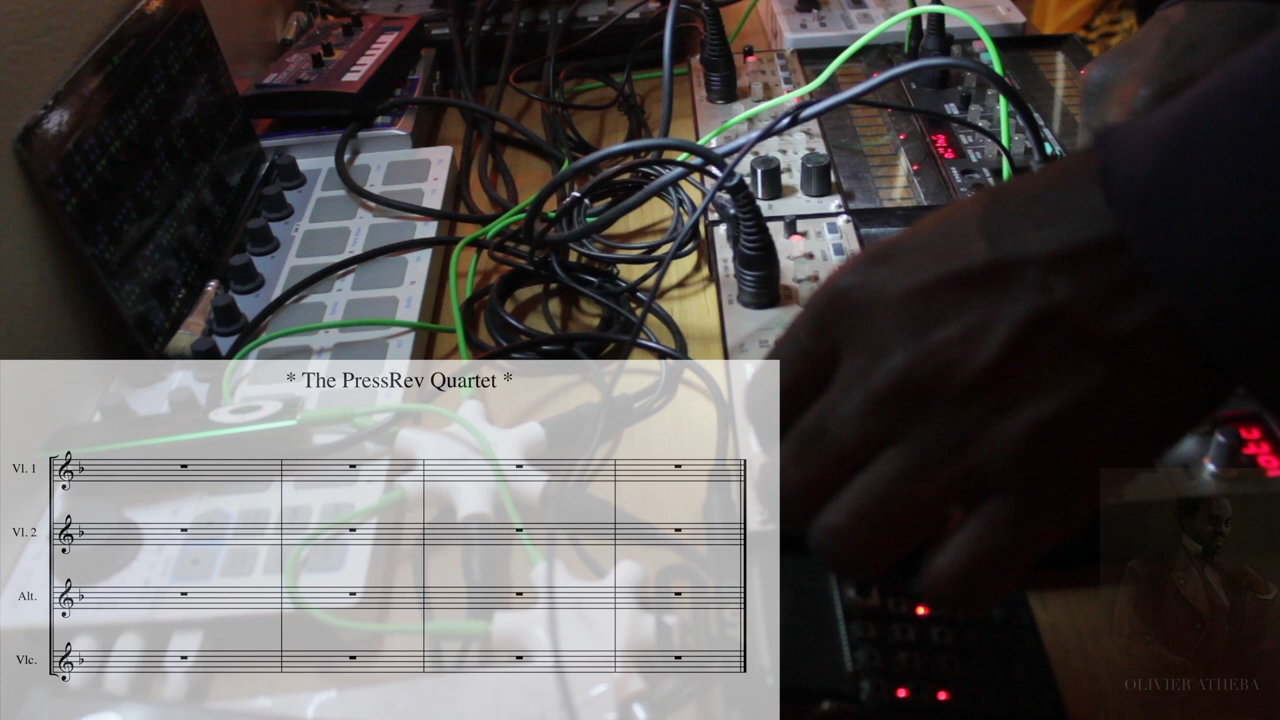 * The PressRev Quartet *
Vl. 1
Vl. 2
Alt.
Vlc.
OLIVIER ATHEBA